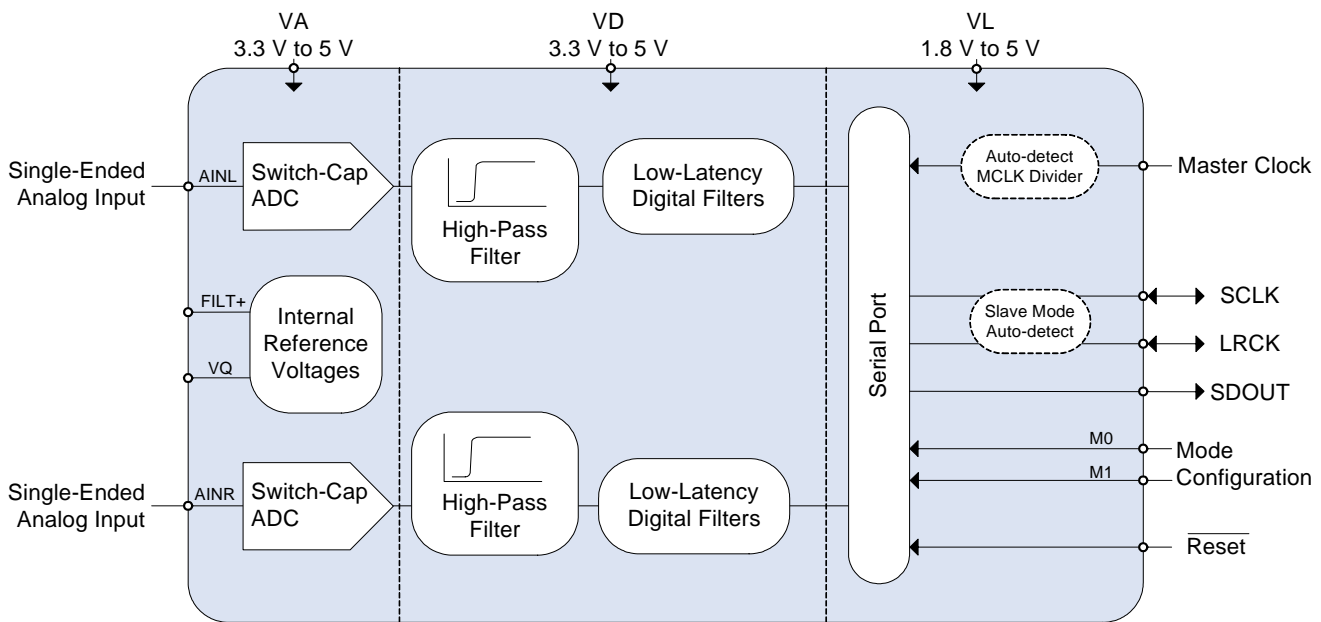 VA
3.3 V to 5 V
VD
3.3 V to 5 V
VL
1.8 V to 5 V
Single-Ended
Analog Input
AINL
Switch-Cap
ADC
High-Pass
Filter
Low-Latency
Digital Filters
Auto-detect
MCLK Divider
Master Clock
FILT+
VQ
Internal
Reference
Voltages
Serial Port
Slave Mode
Auto-detect
SCLK
LRCK
SDOUT
Single-Ended
Analog Input
AINR
Switch-Cap
ADC
High-Pass
Filter
Low-Latency
Digital Filters
M0
M1
Mode
Configuration
Reset